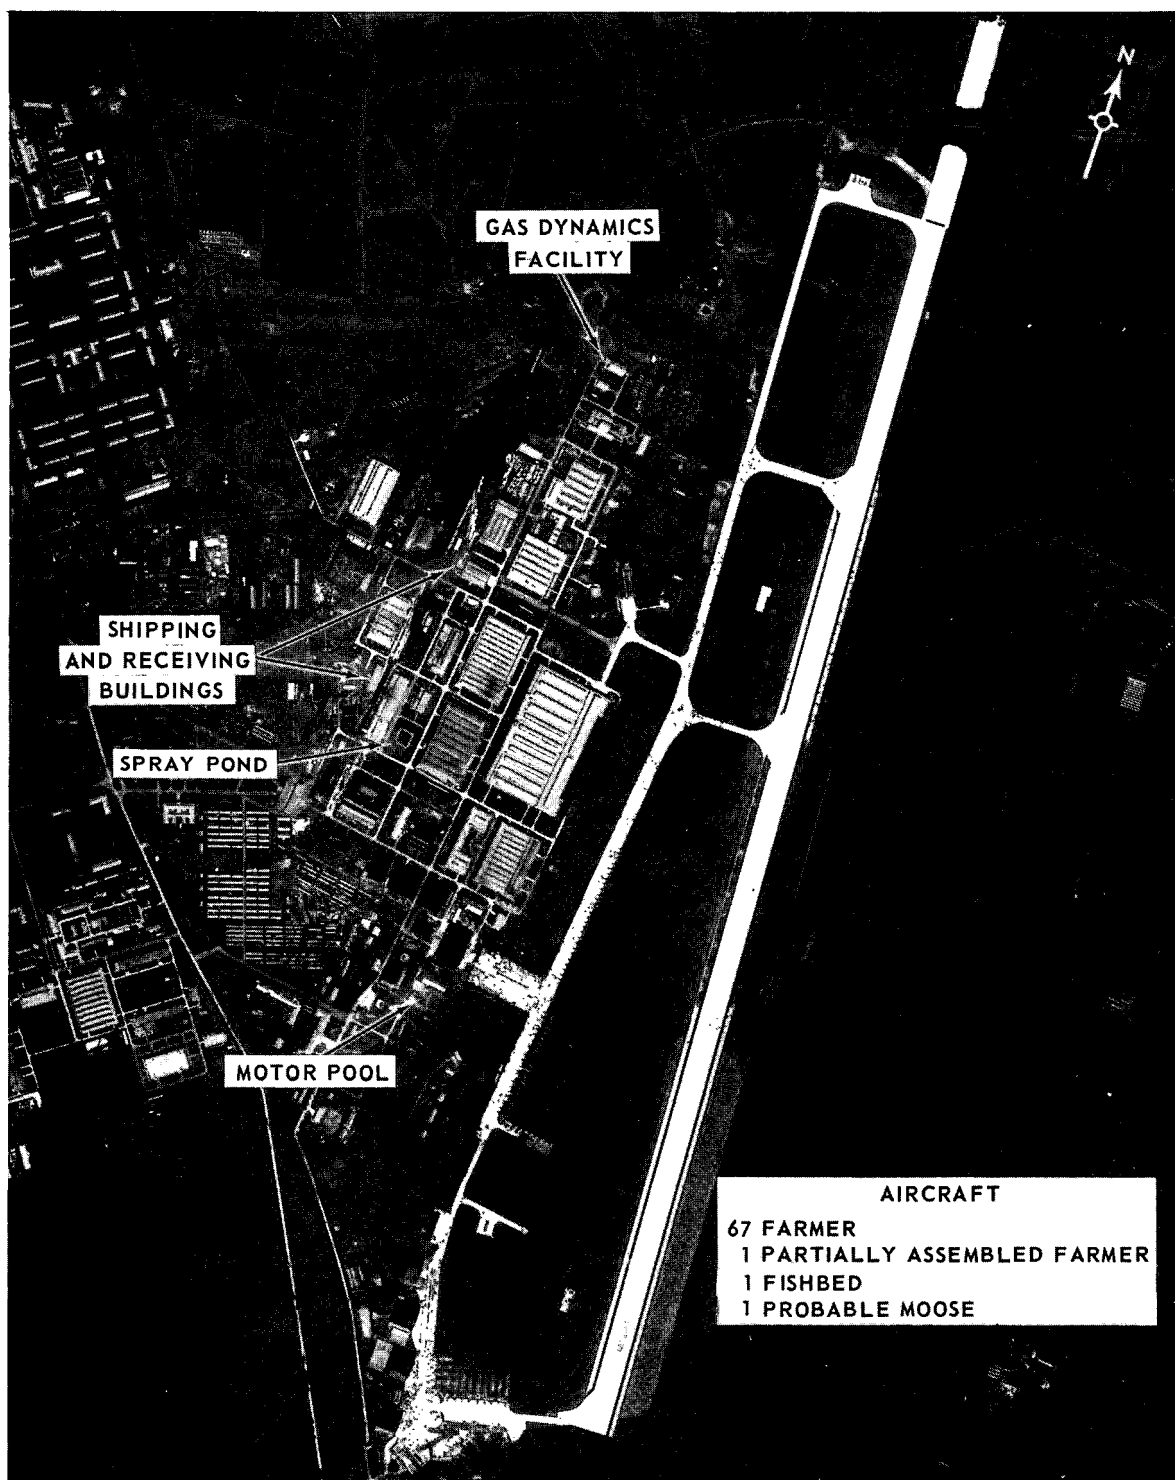 N
GAS DYNAMICS
FACILITY
SHIPPING
AND RECEIVING
BUILDINGS
SPRAY POND
MOTOR POOL
AIRCRAFT
67 FARMER
1 PARTIALLY ASSEMBLED FARMER
1 FISHBED
1 PROBABLE MOOSE